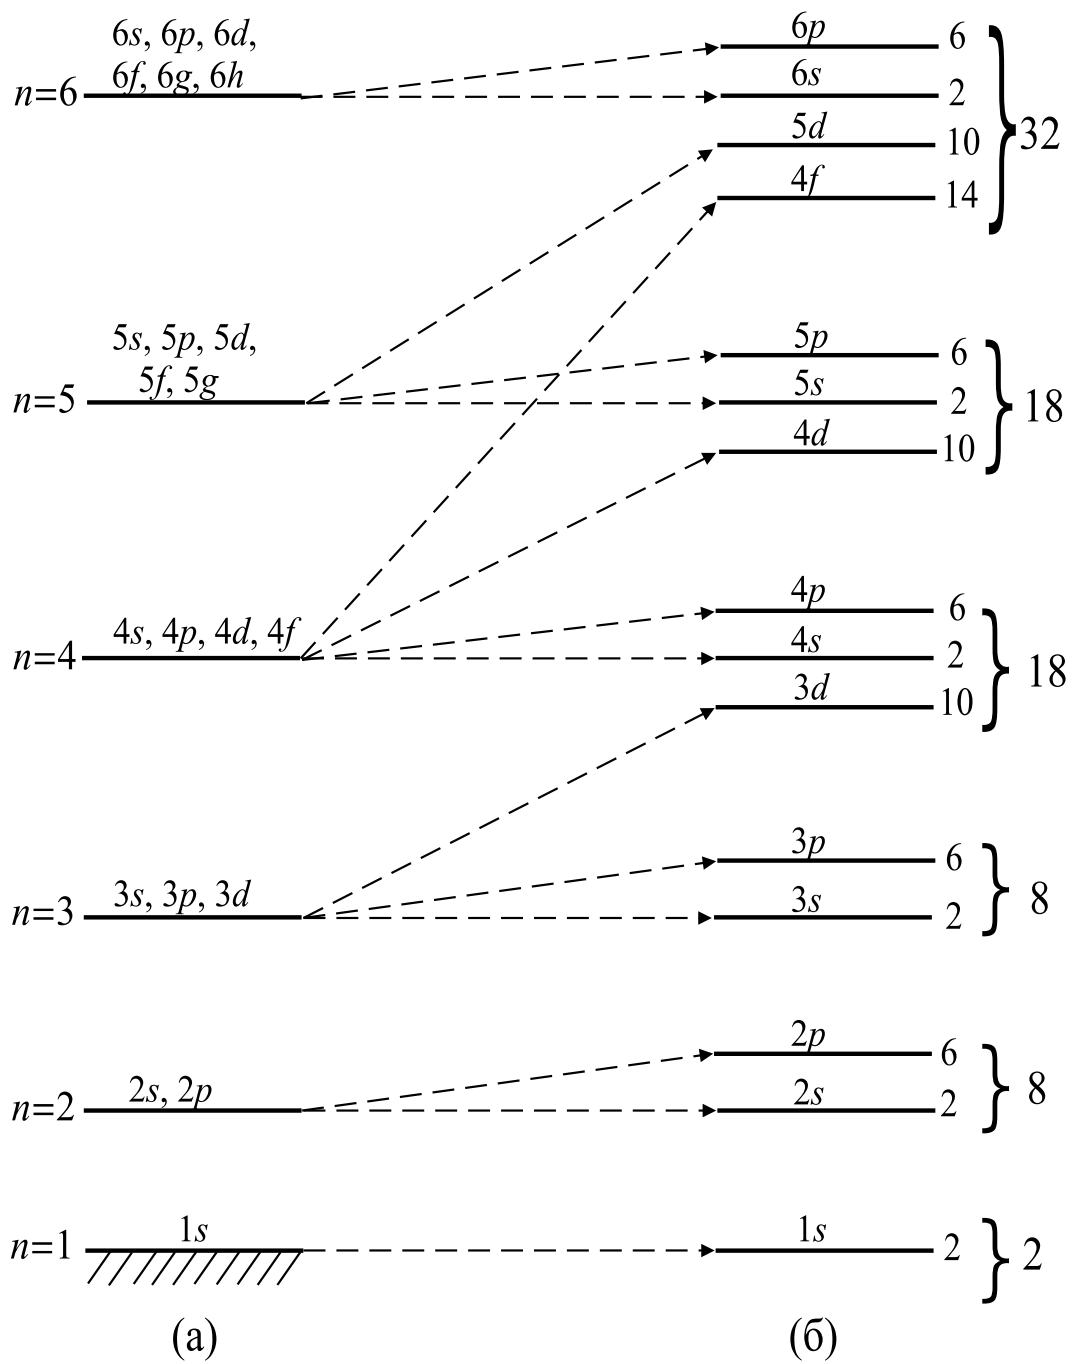 6s, 6p, 6d,
6f, 6g, 6h
n=6
6p 6
6s 2
5d 10
4f 14
32
5s, 5p, 5d,
5f, 5g
n=5
5p 6
5s 2
4d 10
18
4s, 4p, 4d, 4f
n=4
4p 6
4s 2
3d 10
18
3s, 3p, 3d
n=3
3p 6
3s 2
8
2s, 2p
n=2
2p 6
2s 2
8
1s
n=1
1s 2
2
(а) (б)